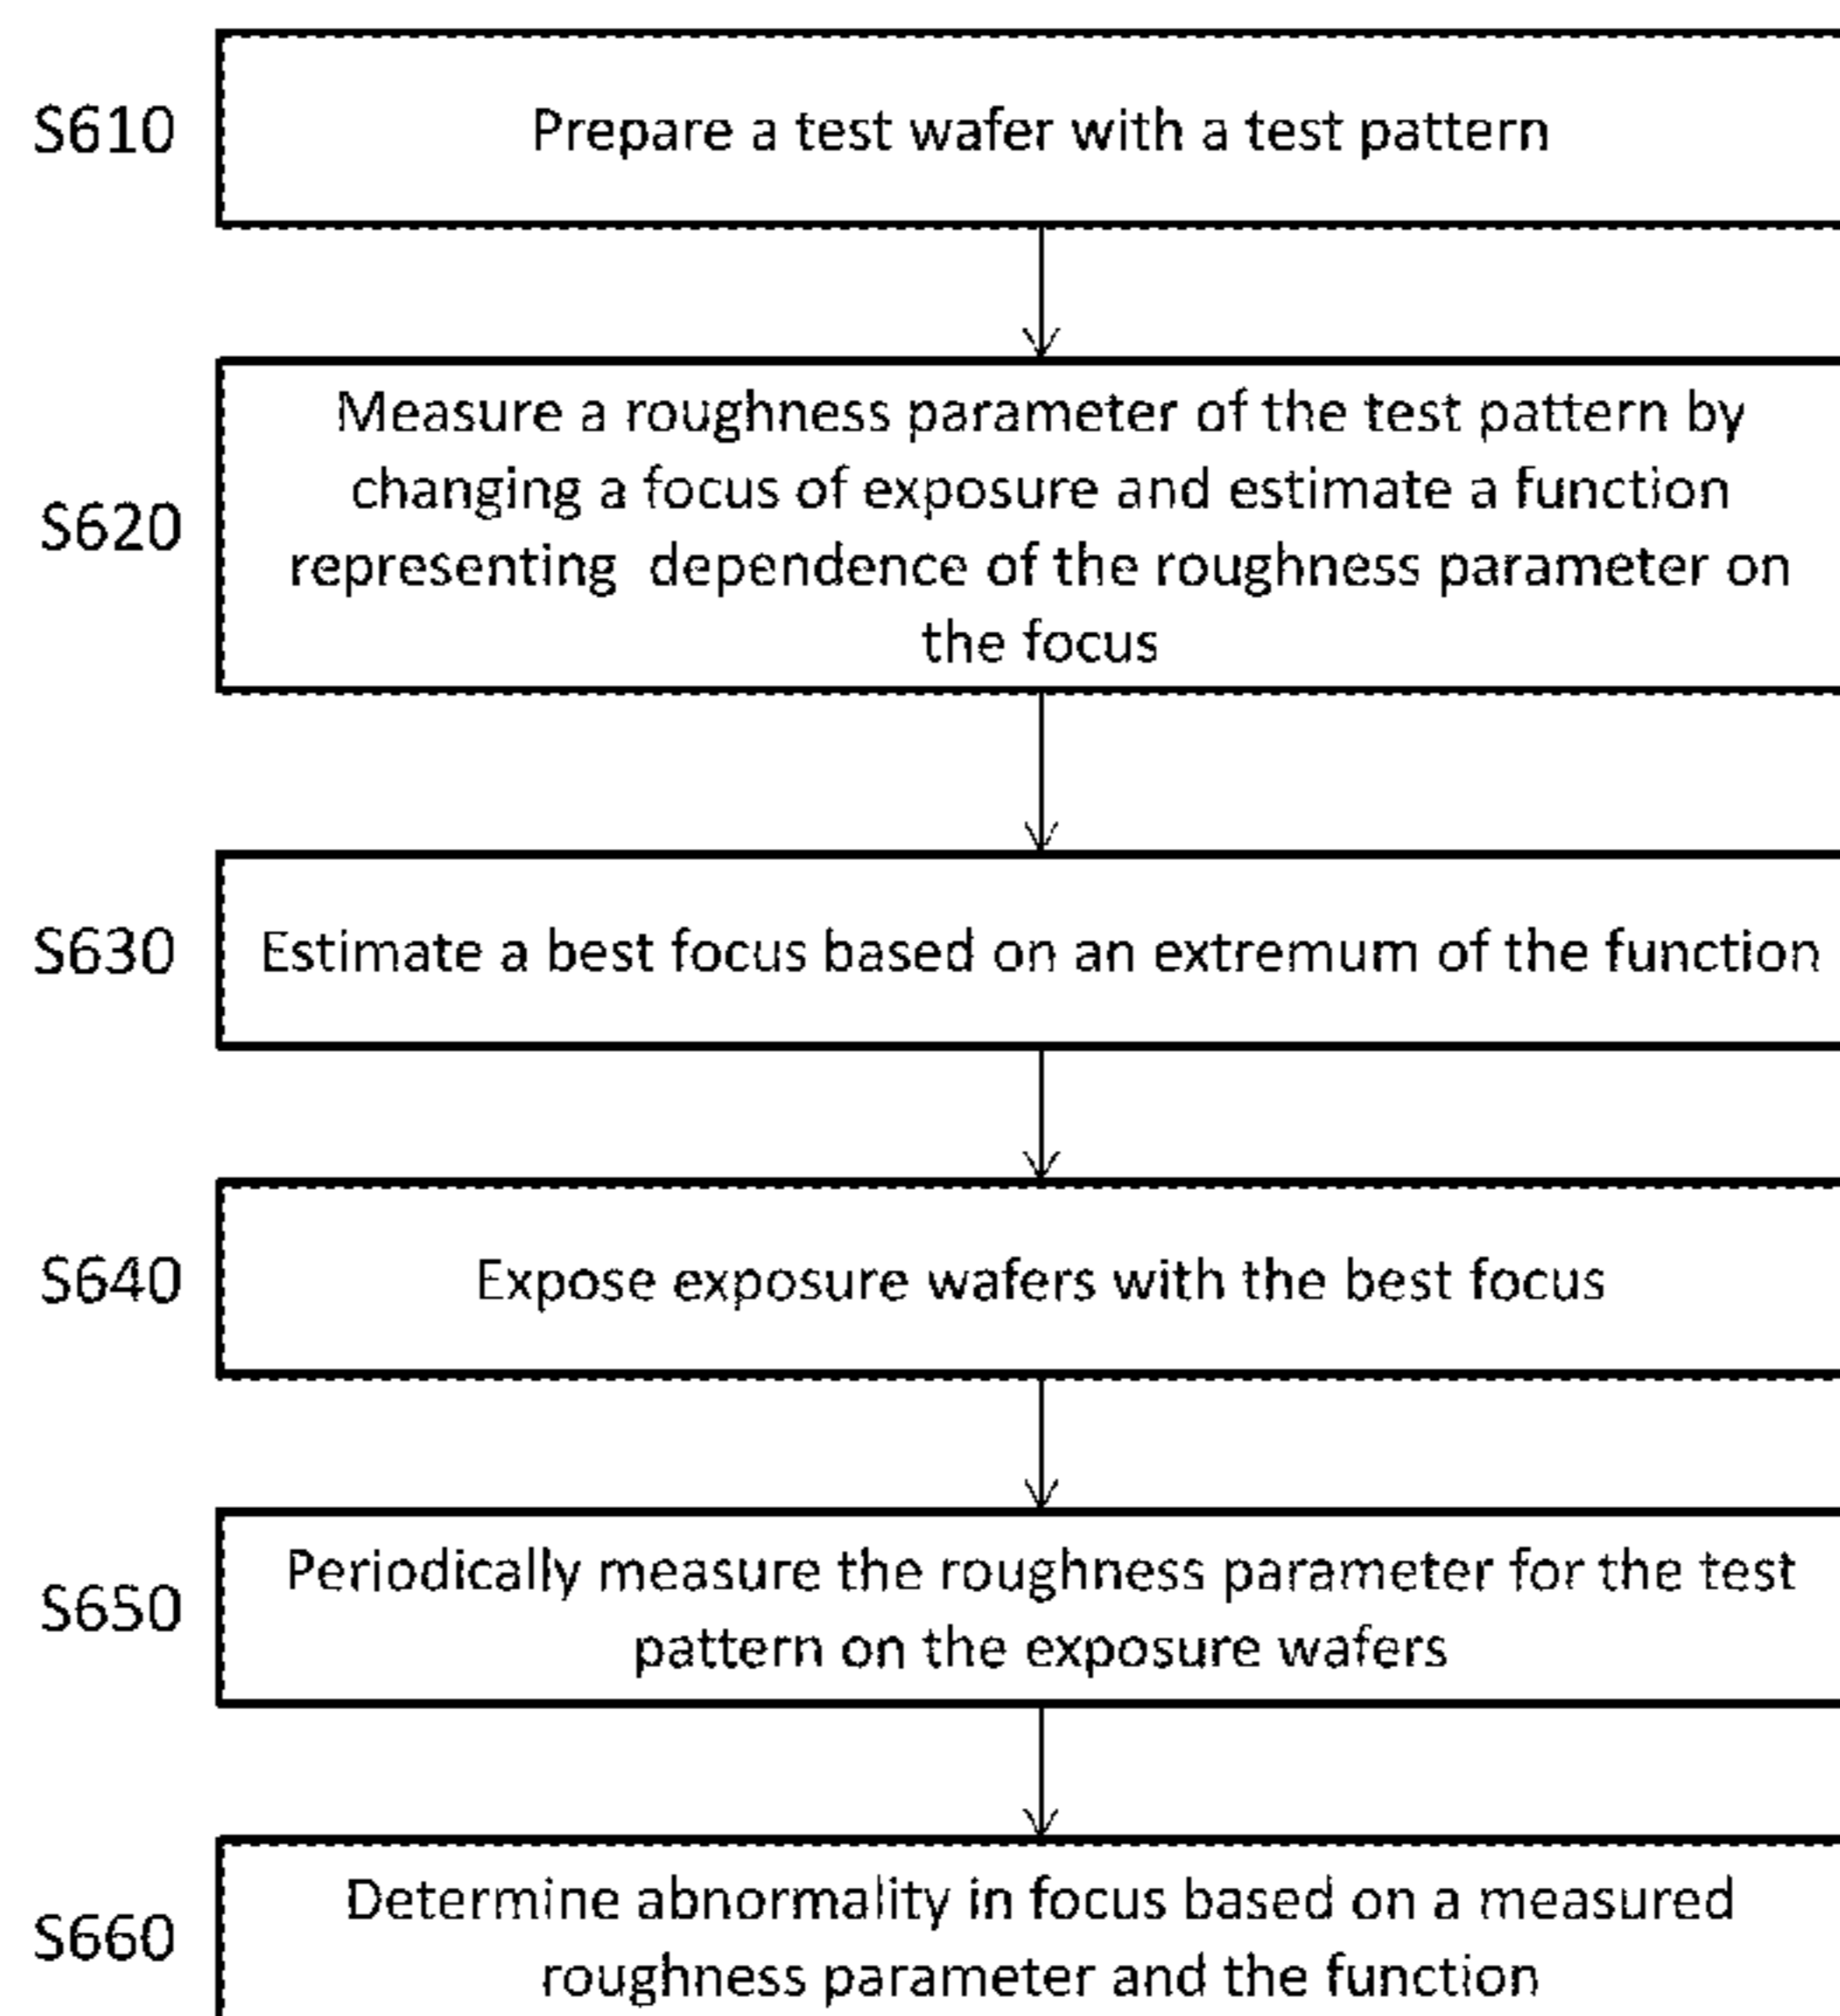 S610
Prepare a test wafer with a test pattern
S620
Measure a roughness parameter of the test pattern by
changing a focus of exposure and estimate a function
representing dependence of the roughness parameter on
the focus
S630
Estimate a best focus based on an extremum of the function
S640
Expose exposure wafers with the best focus
S650
Periodically measure the roughness parameter for the test
pattern on the exposure wafers
S660
Determine abnormality in focus based on a measured
roughness parameter and the function